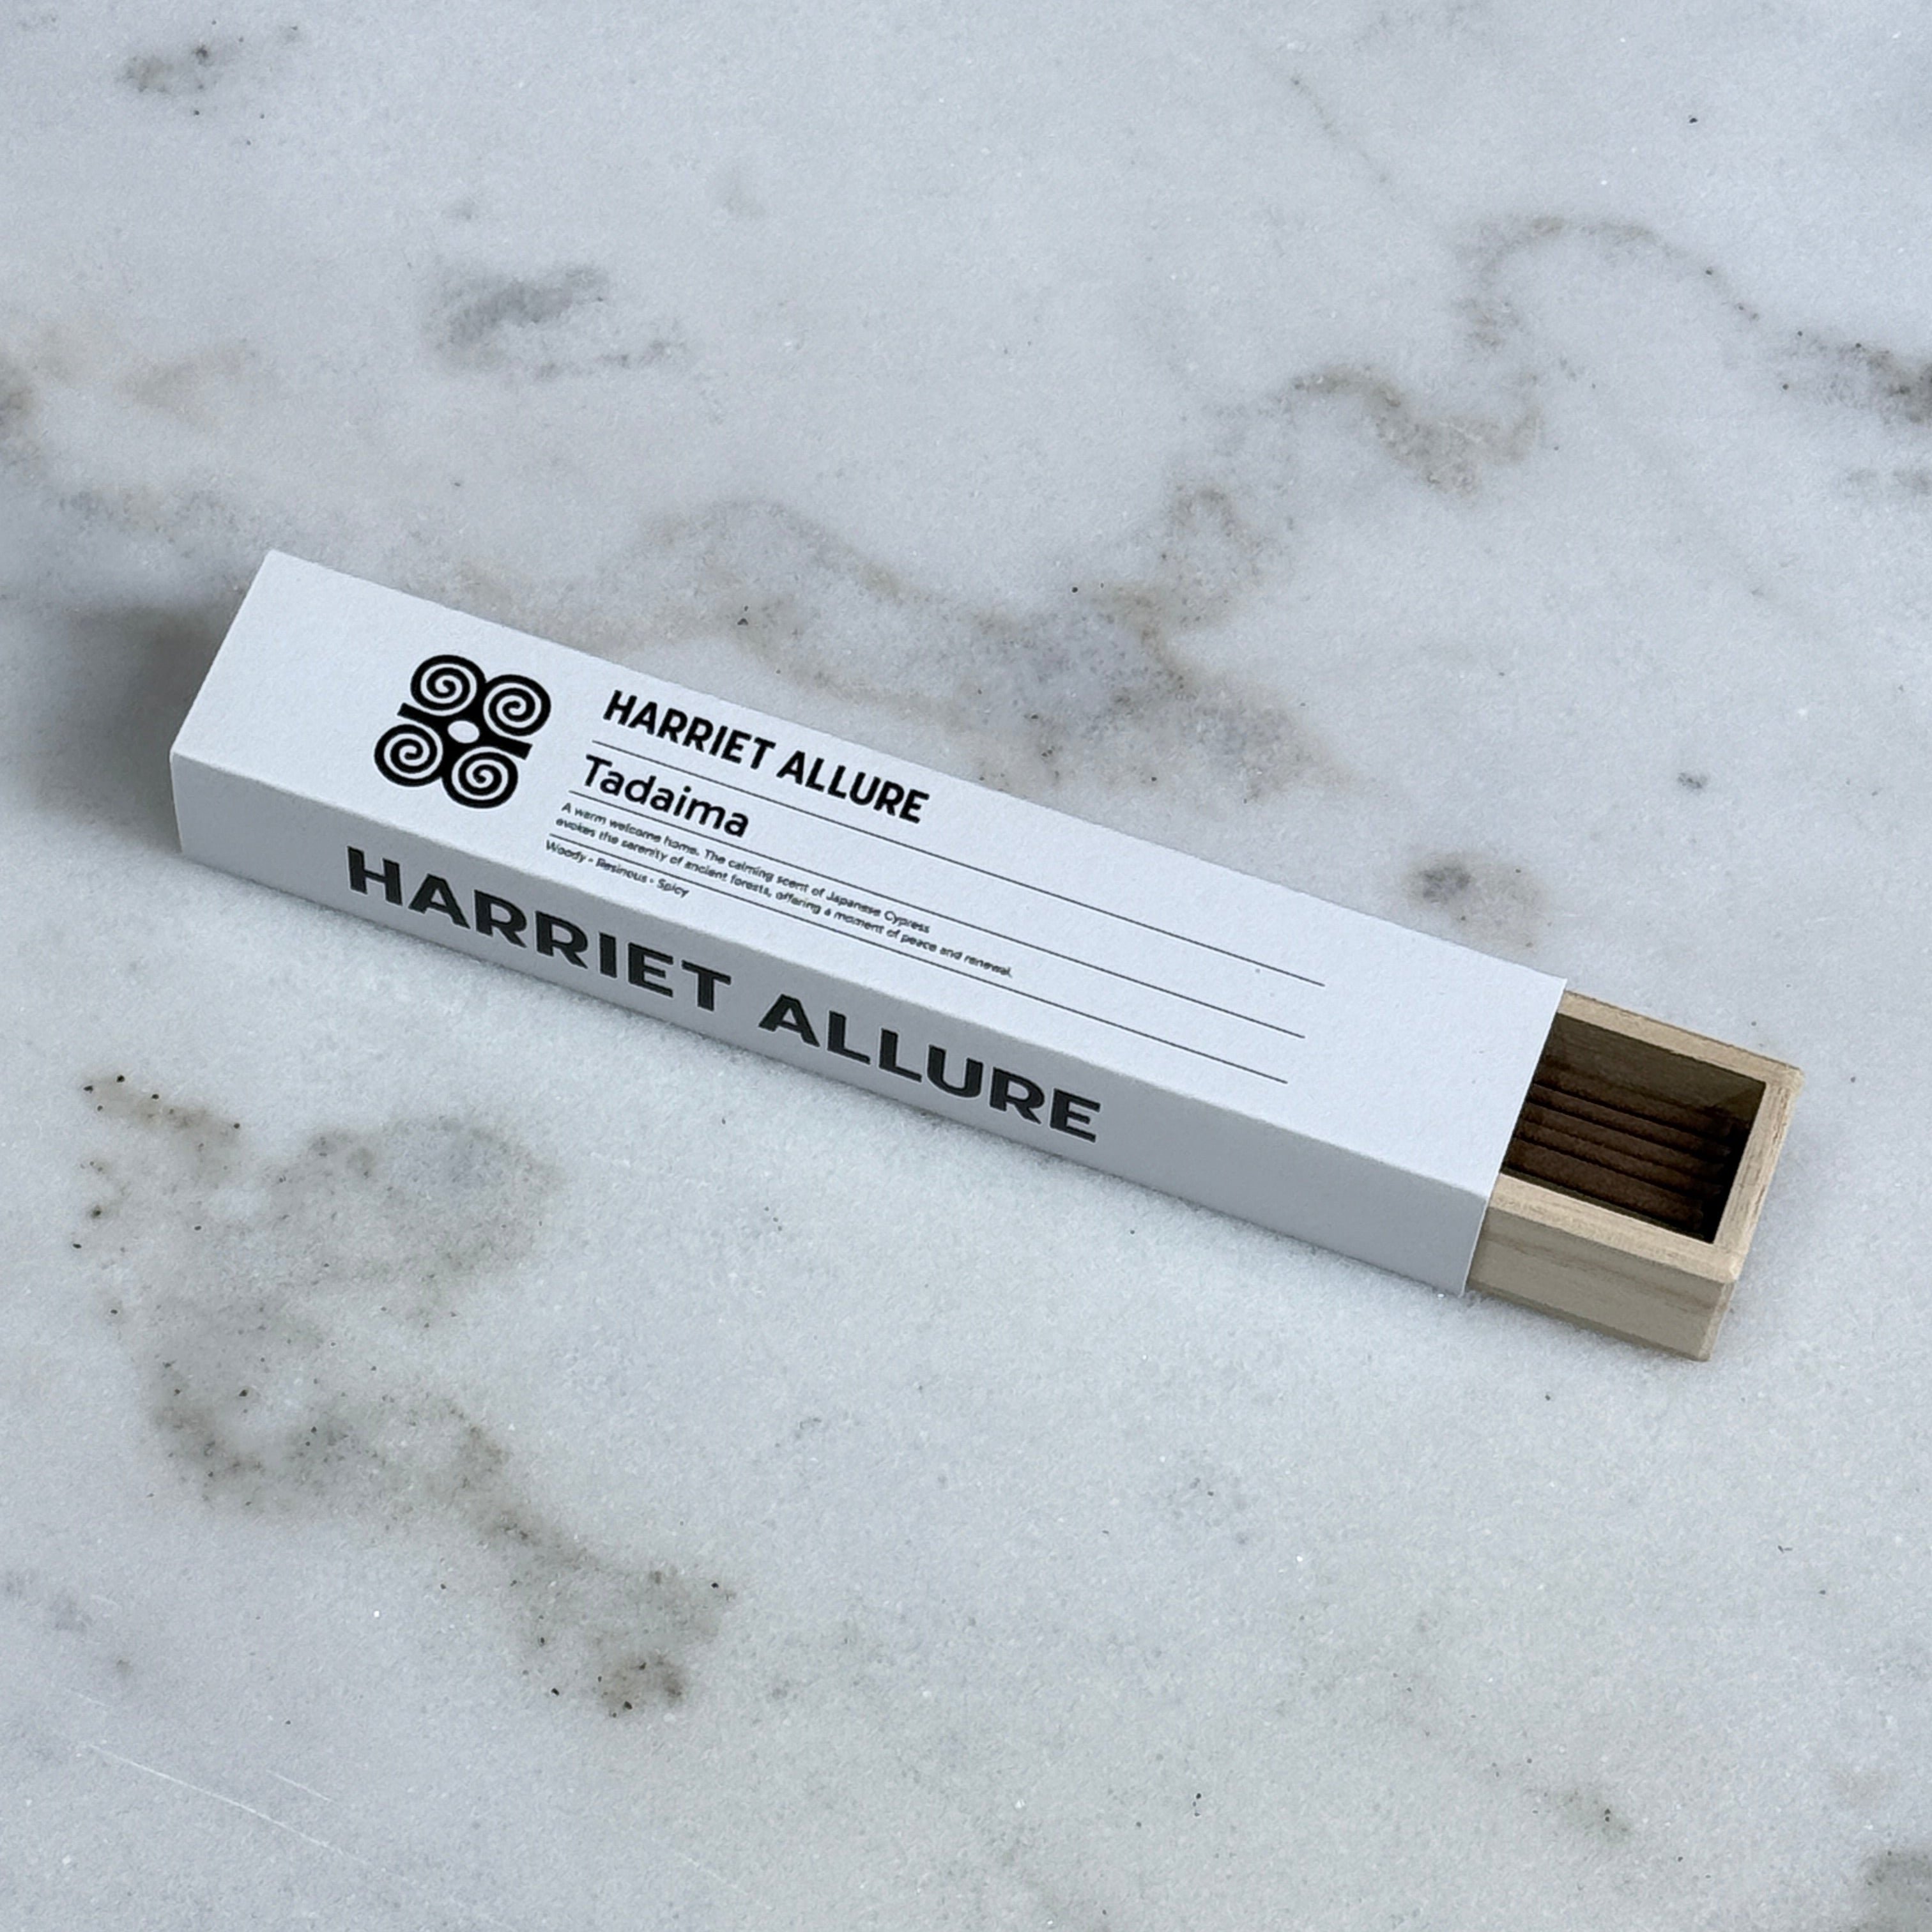 HARRIET ALLURE
Tadaima
A warm welcome home. The calming scent of Japanese Cypress
evokes the serenity of ancient forests, offering a moment of peace and renewal.
Woody - Resinous - Spicy
HARRIET ALLURE